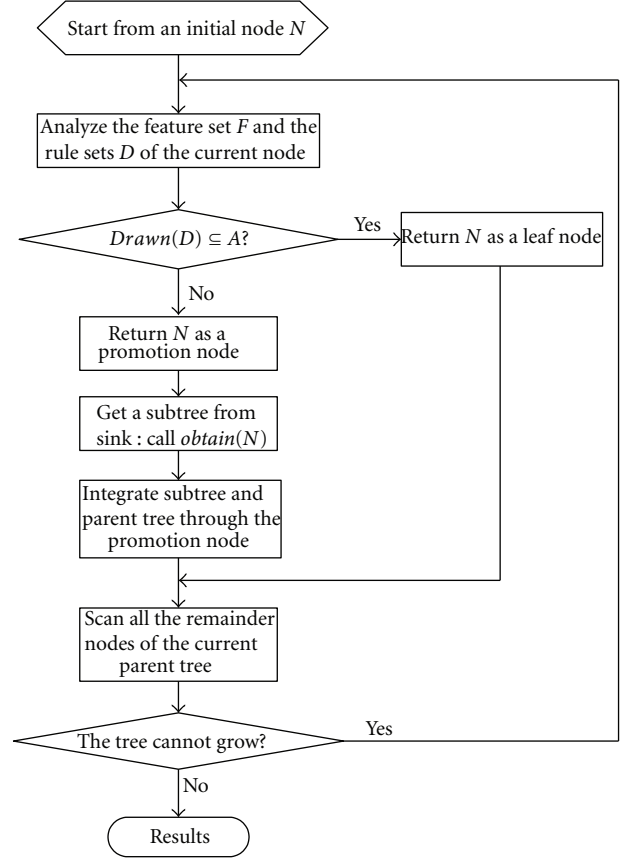 Start from an initial node N
Analyze the feature set F and the
rule sets D of the current node
Drawn(D) ⊆ A?
Yes
Return N as a leaf node
No
Return N as a
promotion node
Get a subtree from
sink : call obtain(N)
Integrate subtree and
parent tree through the
promotion node
Scan all the remainder
nodes of the current
parent tree
The tree cannot grow?
Yes
No
Results